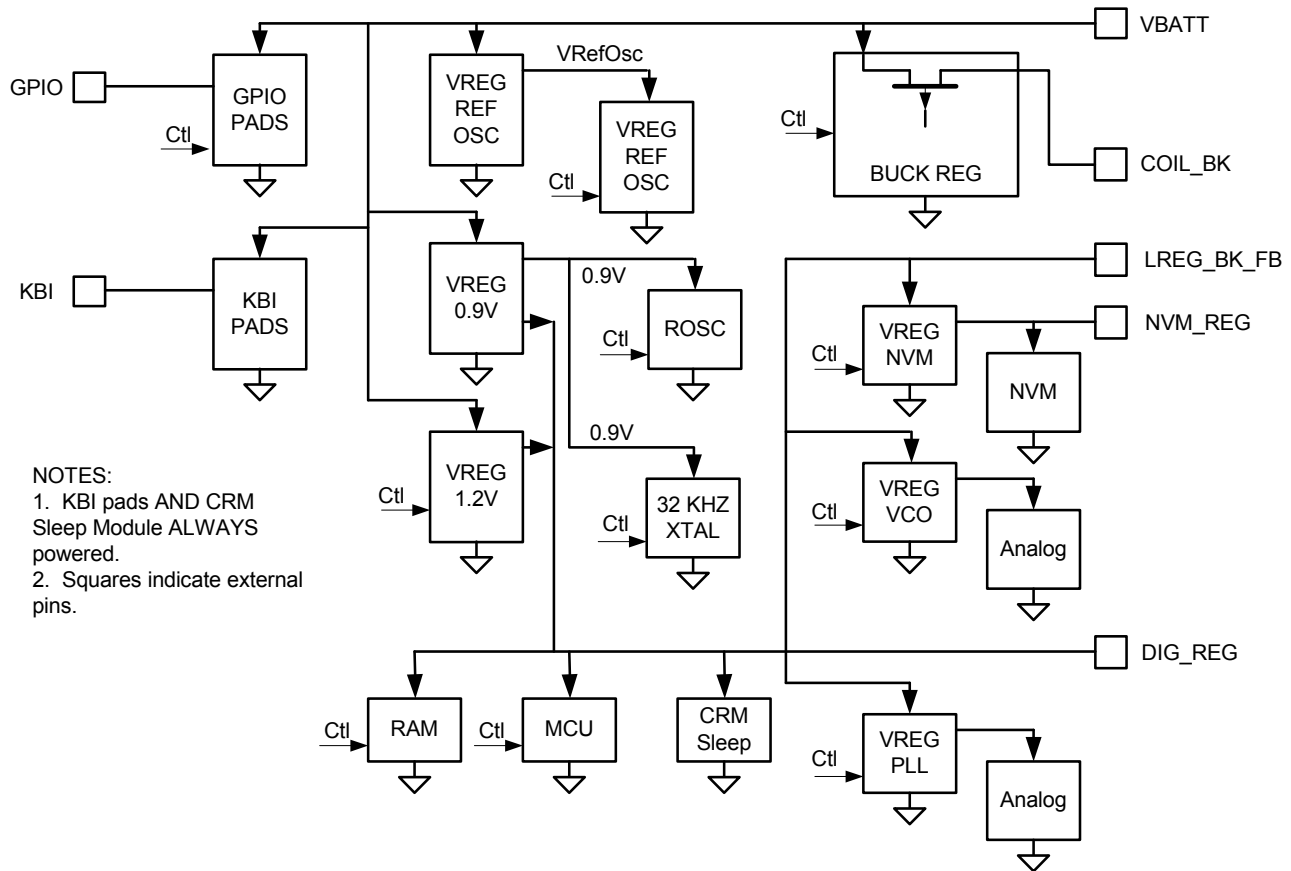 VBATT
VRefOsc
GPIO
GPIO
PADS
Ctl
VREG
REF
OSC
VREG
REF
OSC
Ctl
Ctl
BUCK REG
COIL_BK
KBI
KBI
PADS
VREG
0.9V
0.9V
ROSC
Ctl
LREG_BK_FB
VREG
NVM
Ctl
NVM_REG
NVM
VREG
1.2V
Ctl
0.9V
32 KHZ
XTAL
Ctl
VREG
VCO
Ctl
Analog
NOTES:
1. KBI pads AND CRM
Sleep Module ALWAYS
powered.
2. Squares indicate external
pins.
DIG_REG
Ctl
RAM
Ctl
MCU
CRM
Sleep
Ctl
VREG
PLL
Analog